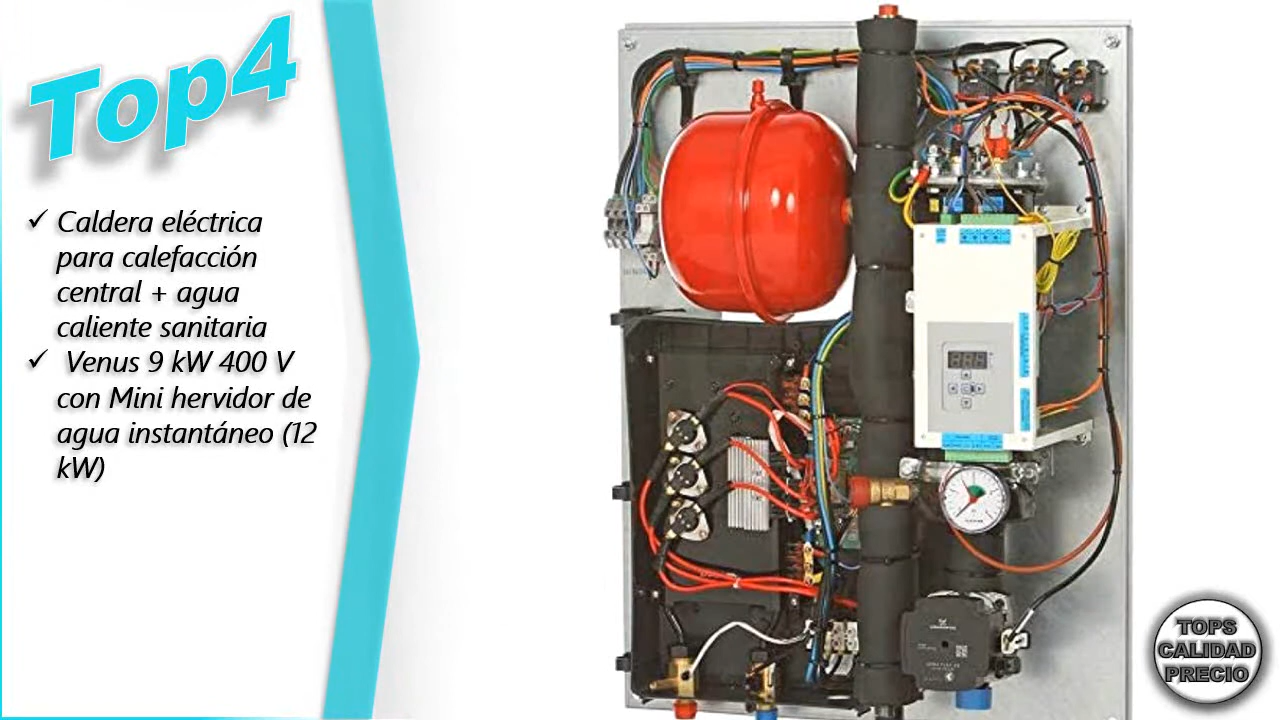 Top4
✓ Caldera eléctrica
para calefacción
central + agua
caliente sanitaria
✓ Venus 9 kW 400 V
con Mini hervidor de
agua instantáneo (12
kW)
TOPS
CALIDAD
PRECIO